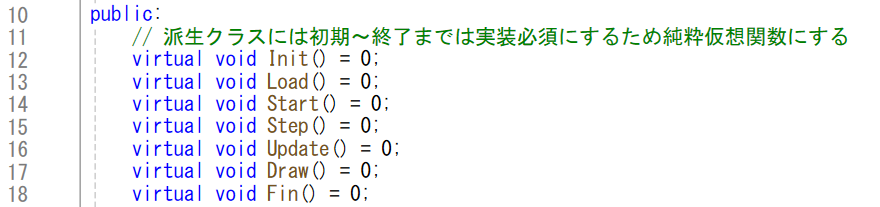 10 public:
11 // 派生クラスには初期～終了までは実装必須にするため純粋仮想関数にする
12 virtual void Init() = 0;
13 virtual void Load() = 0;
14 virtual void Start() = 0;
15 virtual void Step() = 0;
16 virtual void Update() = 0;
17 virtual void Draw() = 0;
18 virtual void Fin() = 0;